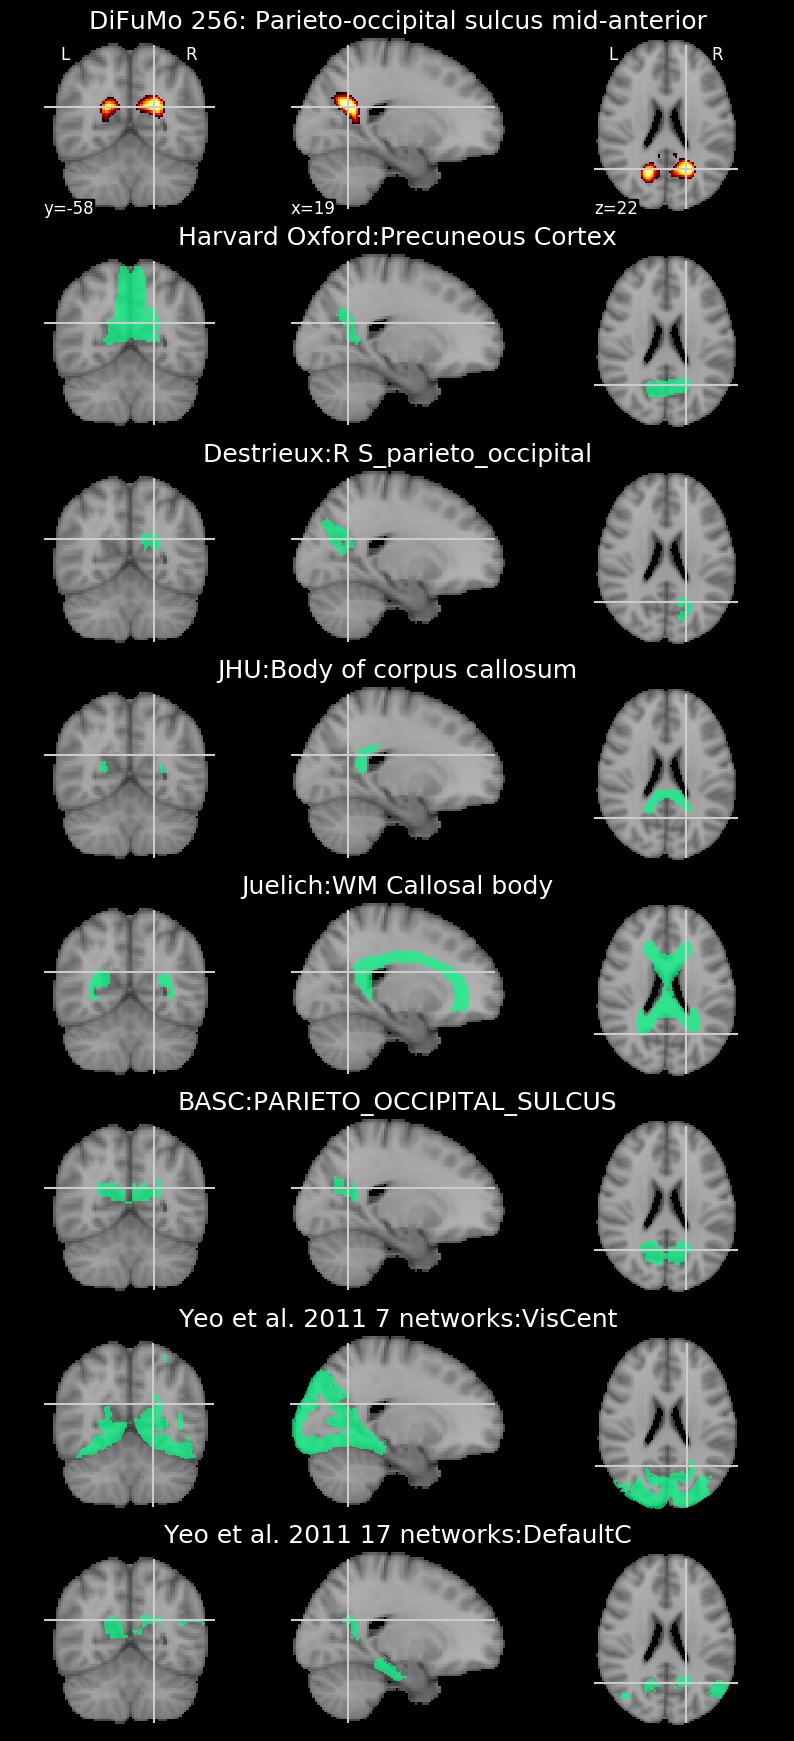 DiFuMo 256: Parieto-occipital sulcus mid-anterior
L R L R
y=-58 x=19 z=22
Harvard Oxford:Precuneous Cortex
Destrieux:R S_parieto_occipital
JHU:Body of corpus callosum
Juelich:WM Callosal body
BASC:PARIETO_OCCIPITAL_SULCUS
Yeo et al. 2011 7 networks:VisCent
Yeo et al. 2011 17 networks:DefaultC